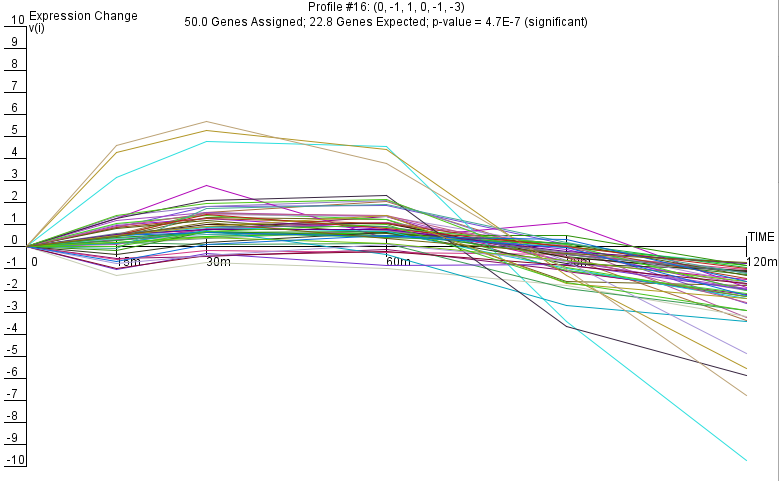 Profile #16: (0, -1, 1, 0, -1, -3)
50.0 Genes Assigned; 22.8 Genes Expected; p-value = 4.7E-7 (significant)
Expression Change
v(i)
10
9
8
7
6
5
4
3
2
1
0
-1
-2
-3
-4
-5
-6
-7
-8
-9
-10
TIME
0
15m
30m
60m
120m